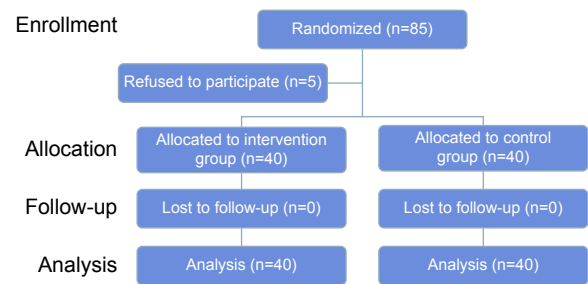 Enrollment
Randomized (n=85)
Refused to participate (n=5)
Allocation
Allocated to intervention
group (n=40)
Allocated to control
group (n=40)
Follow-up
Lost to follow-up (n=0)
Lost to follow-up (n=0)
Analysis
Analysis (n=40)
Analysis (n=40)